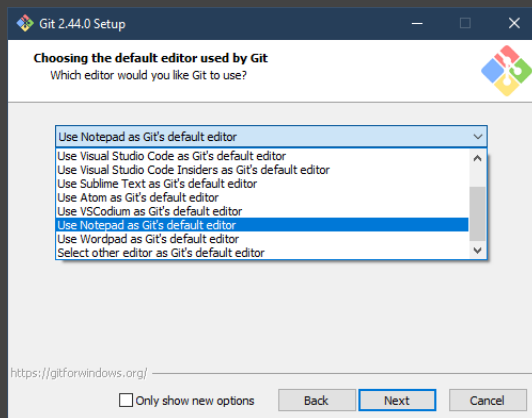 Git 2.44.0 Setup
Choosing the default editor used by Git
Which editor would you like Git to use?
Use Notepad as Git's default editor
Use Visual Studio Code as Git's default editor
Use Visual Studio Code Insiders as Git's default editor
Use Sublime Text as Git's default editor
Use Atom as Git's default editor
Use VSCodium as Git's default editor
Use Notepad as Git's default editor
Use Wordpad as Git's default editor
Select other editor as Git's default editor
https://gitforwindows.org/
Only show new options
Back
Next
Cancel